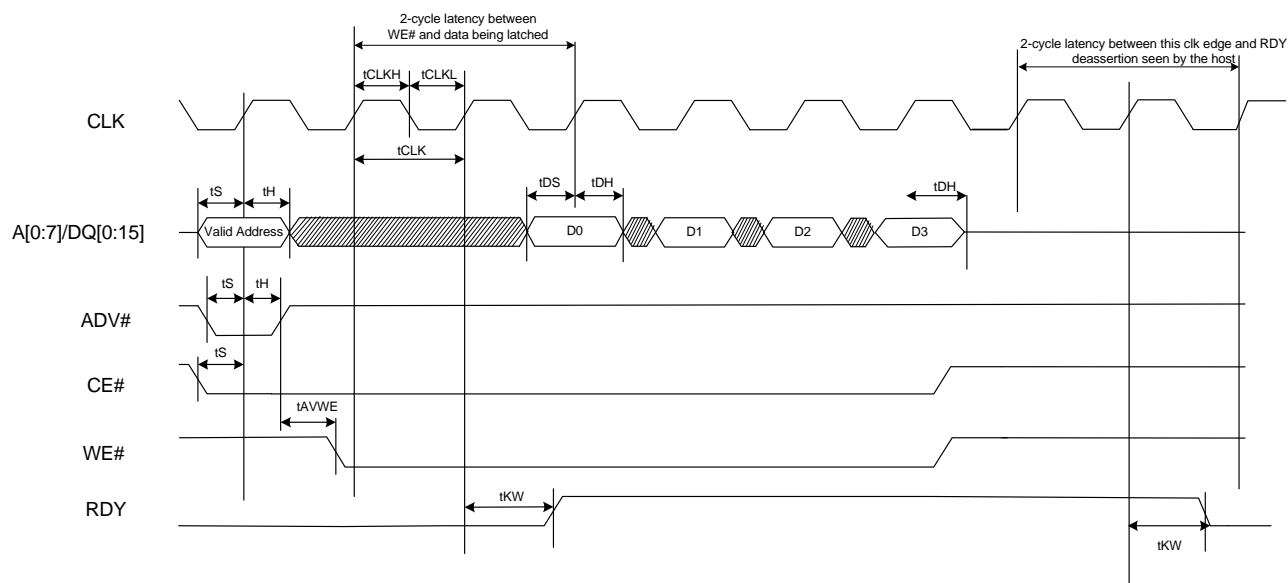 2-cycle latency between
WE# and data being latched
2-cycle latency between this clk edge and RDY
deassertion seen by the host
tCLKH
tCLKL
CLK
tCLK
tS
tH
tDS
tDH
tDH
A[0:7]/DQ[0:15]
Valid Address
D0
D1
D2
D3
tS
tH
ADV#
tS
CE#
tAVWE
WE#
tKW
RDY
tKW